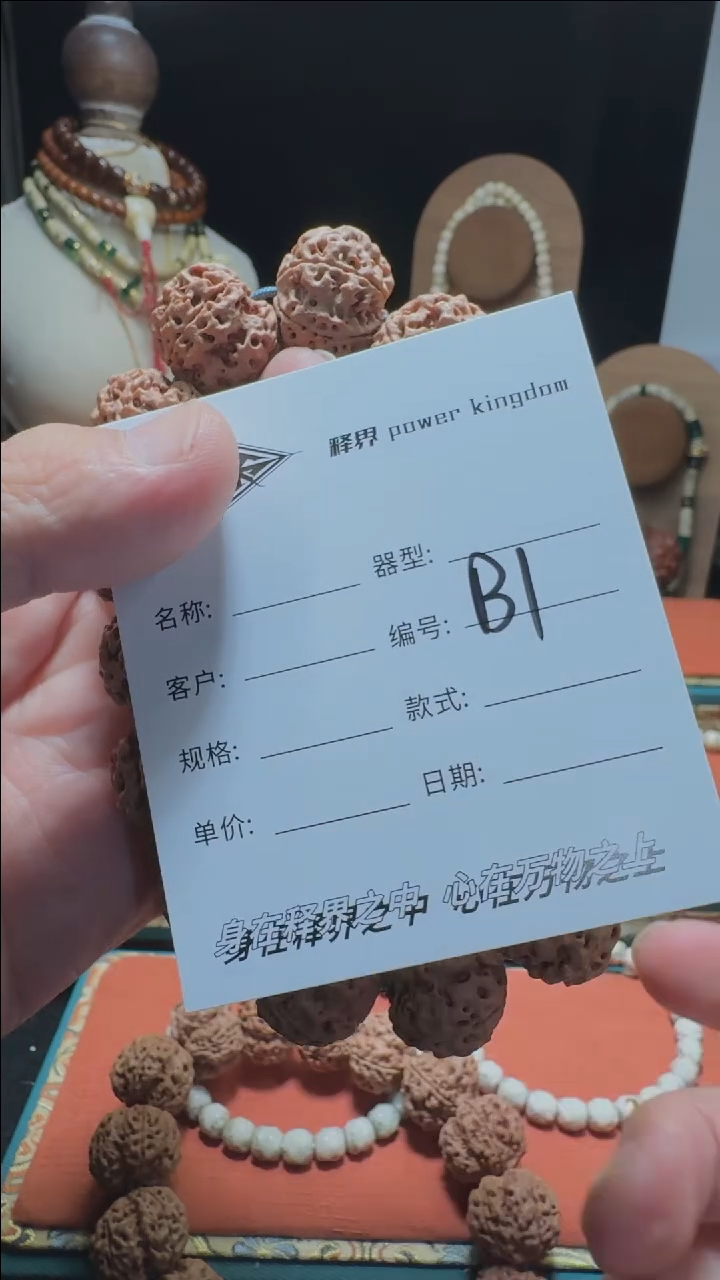 释界 power kingdom
名称: 器型:
客户: 编号: B1
规格: 款式:
单价: 日期:
身在释界之中 心在万物之上